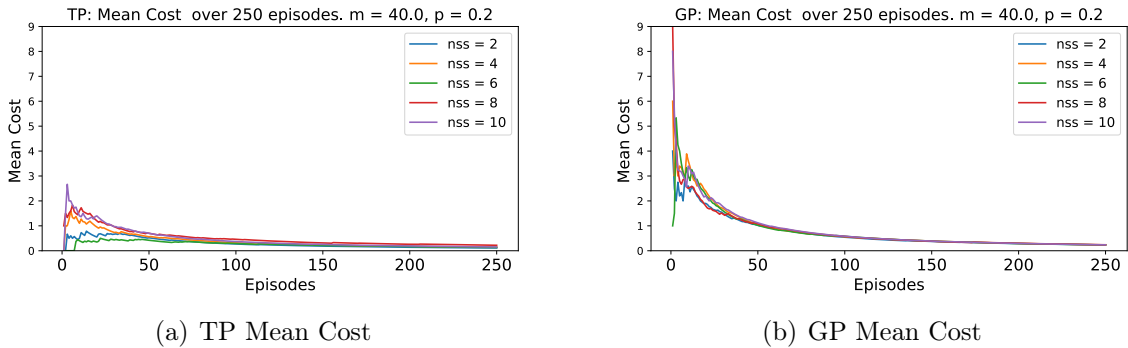 TP: Mean Cost over 250 episodes. m = 40.0, p = 0.2
9
8
7
6
5
4
3
2
1
0
Mean Cost
nss = 2
nss = 4
nss = 6
nss = 8
nss = 10
0 50 100 150 200 250
Episodes
(a) TP Mean Cost
GP: Mean Cost over 250 episodes. m = 40.0, p = 0.2
9
8
7
6
5
4
3
2
1
0
Mean Cost
nss = 2
nss = 4
nss = 6
nss = 8
nss = 10
0 50 100 150 200 250
Episodes
(b) GP Mean Cost